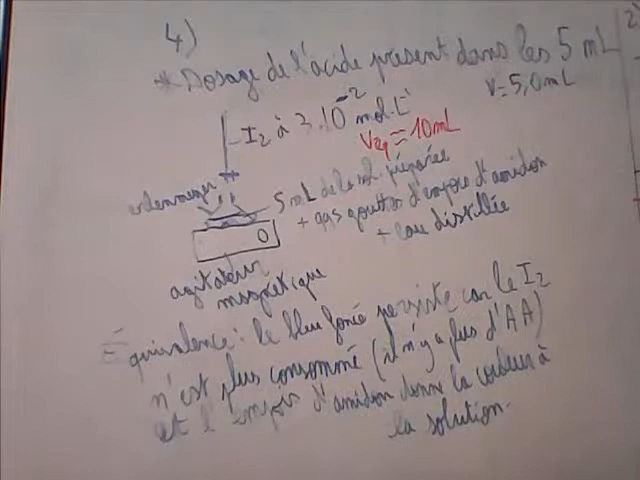 4)
* Dosage de l'acide présent dans les 5 mL
V = 5,0 mL
I2 à 3.10^-2 mol.L^-1
Véq ≈ 10 mL
erlenmeyer
5 mL de la sol. préparée
+ qqs gouttes d'empois d'amidon
+ eau distillée
agitateur
magnétique
Équivalence : le bleu foncé persiste car le I2
n'est plus consommé (il n'y a plus d'AA)
et l'empois d'amidon donne la couleur à
la solution.
2)